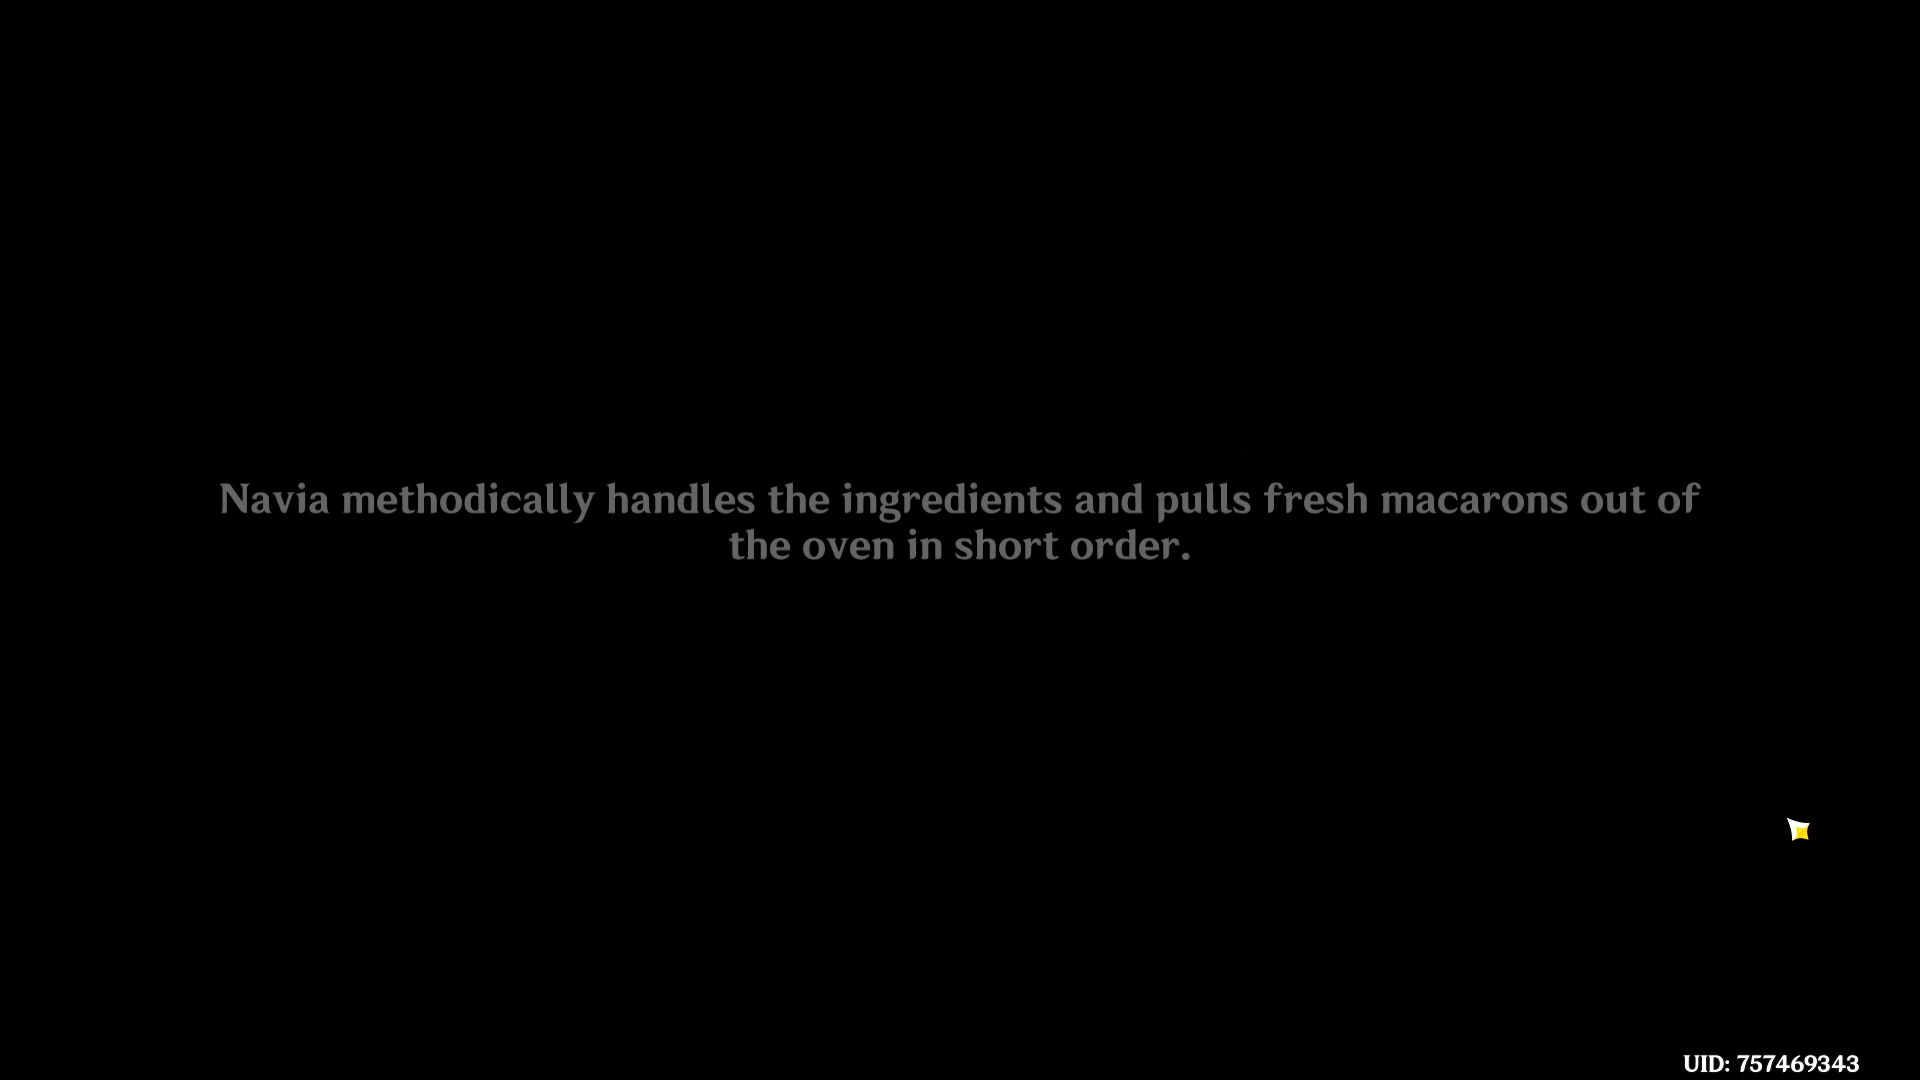 Navia methodically handles the ingredients and pulls fresh macarons out of
the oven in short order.
UID: 757469343